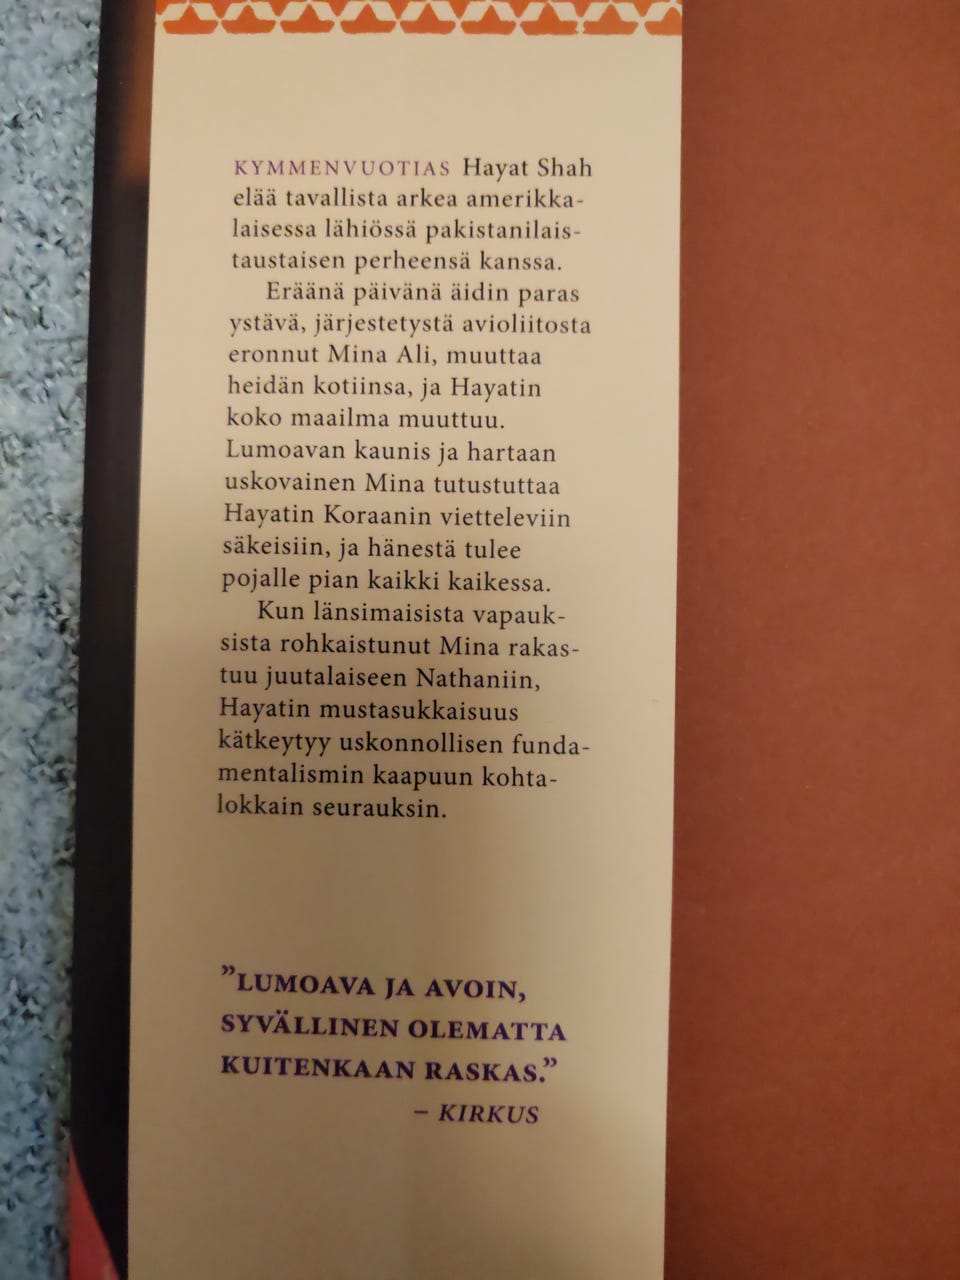 KYMMENVUOTIAS Hayat Shah
elää tavallista arkea amerikka-
laisessa lähiössä pakistanilais-
taustaisen perheensä kanssa.
Eräänä päivänä äidin paras
ystävä, järjestetystä avioliitosta
eronnut Mina Ali, muuttaa
heidän kotiinsa, ja Hayatin
koko maailma muuttuu.
Lumoavan kaunis ja hartaan
uskovainen Mina tutustuttaa
Hayatin Koraanin vietteleviin
säkeisiin, ja hänestä tulee
pojalle pian kaikki kaikessa.
Kun länsimaisista vapauk-
sista rohkaistunut Mina rakas-
tuu juutalaiseen Nathaniin,
Hayatin mustasukkaisuus
kätkeytyy uskonnollisen funda-
mentalismin kaapuun kohta-
lokkain seurauksin.
”LUMOAVA JA AVOIN,
SYVÄLLINEN OLEMATTA
KUITENKAAN RASKAS.”
– KIRKUS